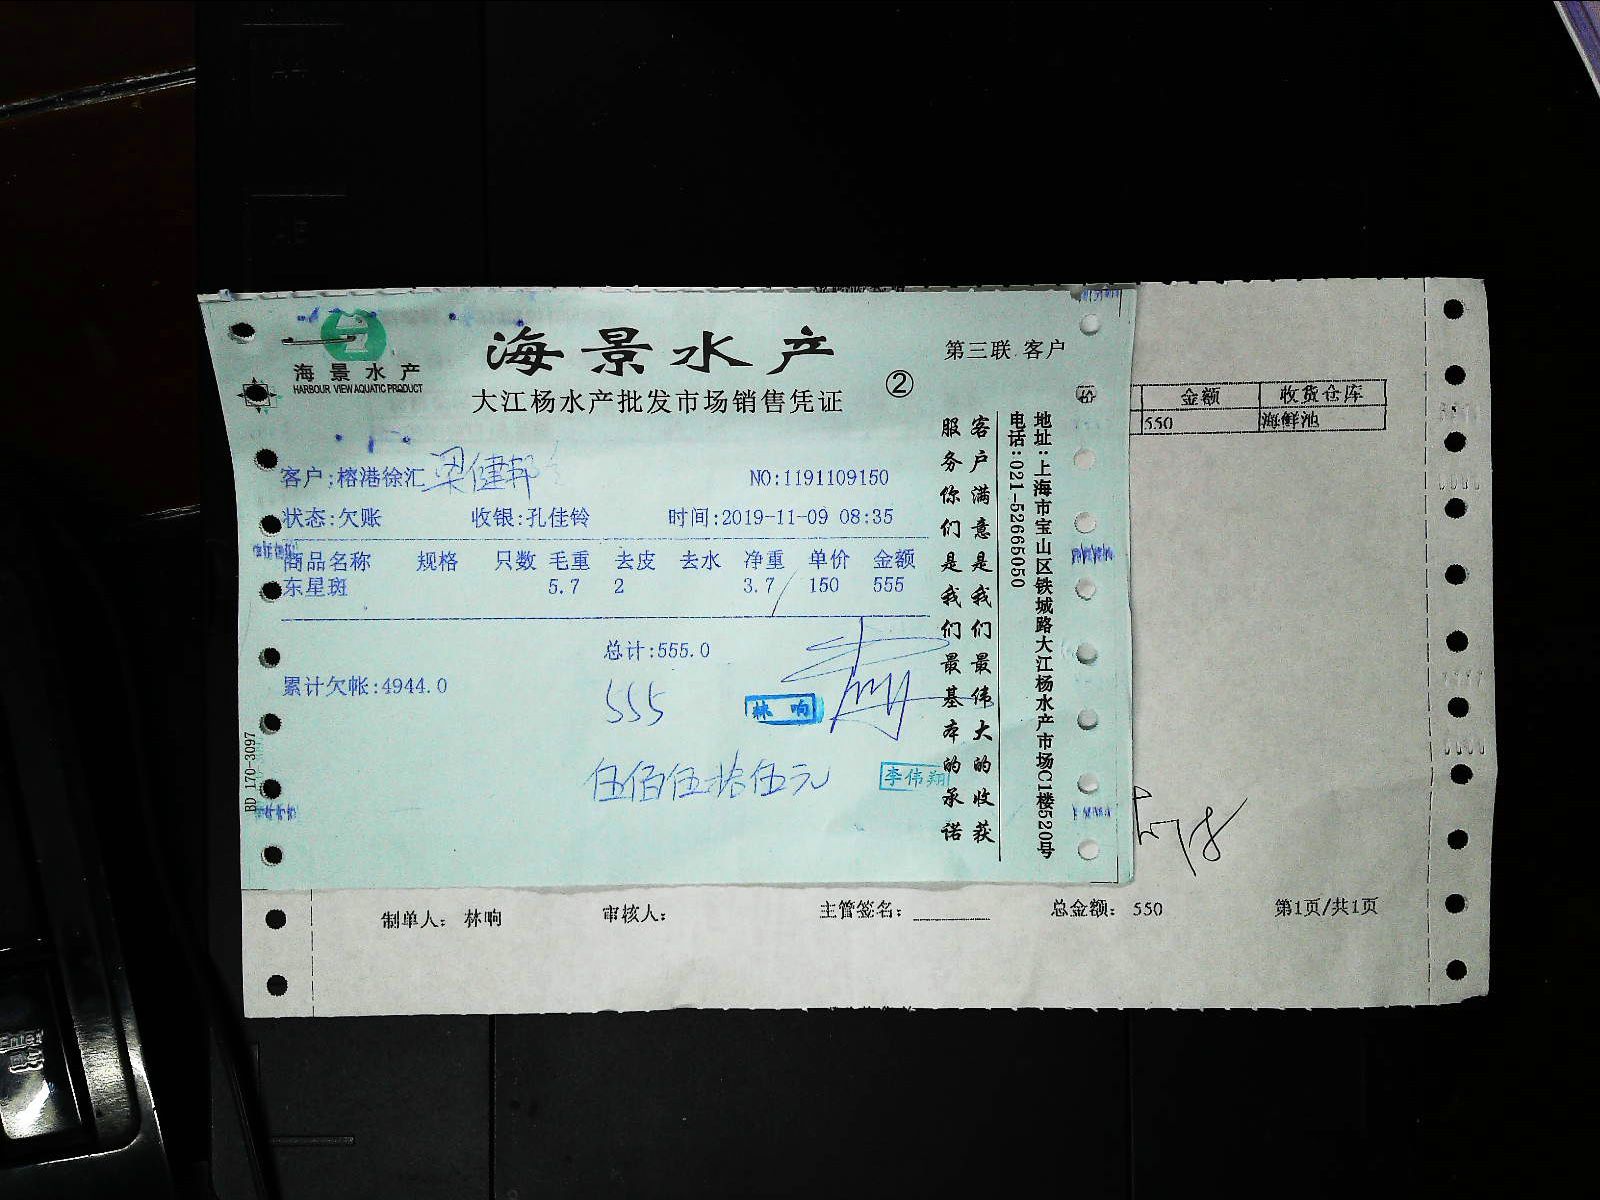 海景水产
HARBOUR VIEW AQUATIC PRODUCT
海景水产
大江杨水产批发市场销售凭证
②
第三联 客户
客户:榕港徐汇 梁健邦
NO:1191109150
状态:欠账 收银:孔佳铃 时间:2019-11-09 08:35
商品名称 规格 只数 毛重 去皮 去水 净重 单价 金额
东星斑 5.7 2 3.7 150 555
总计:555.0
累计欠帐:4944.0
555
林响
伍佰伍拾伍元
李伟翔
BD 170-3097
客户满意是我们最伟大的收获
服务你们是我们最基本的承诺
地址:上海市宝山区铁城路大江杨水产市场C1楼520号
电话:021-52665050
份
金额 收货仓库
550 海鲜池
制单人: 林响 审核人: 主管签名: 总金额: 550 第1页/共1页
Enter